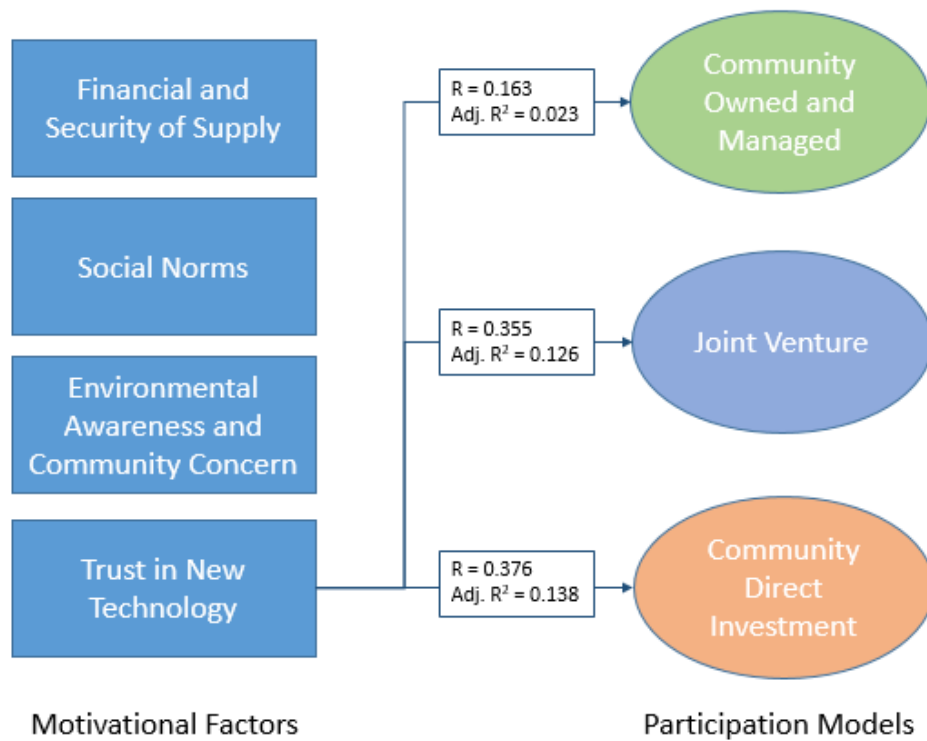 Financial and
Security of Supply
Social Norms
Environmental
Awareness and
Community Concern
Trust in New
Technology
Motivational Factors
R = 0.163
Adj. R² = 0.023
R = 0.355
Adj. R² = 0.126
R = 0.376
Adj. R² = 0.138
Community
Owned and
Managed
Joint Venture
Community
Direct
Investment
Participation Models